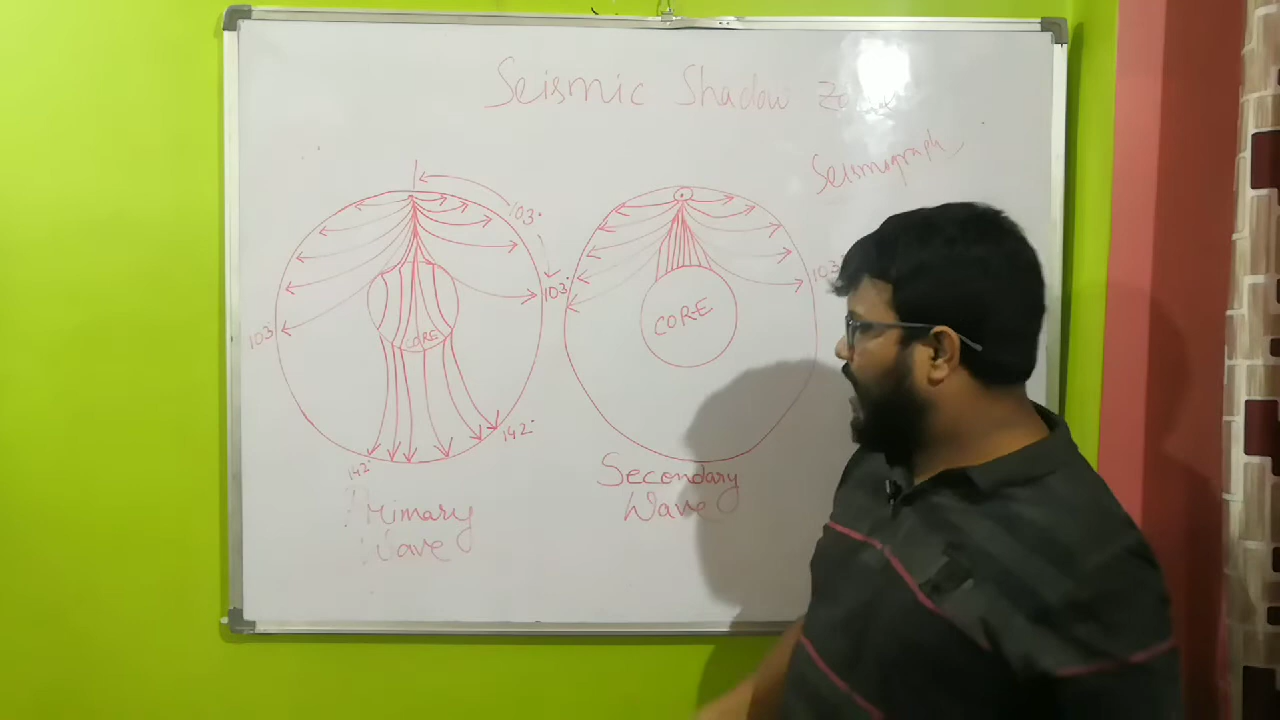 Seismic Shadow Zone
Seismograph
103°
103°
103
CORE
142°
142°
Primary
Wave
103
CORE
Secondary
Wave